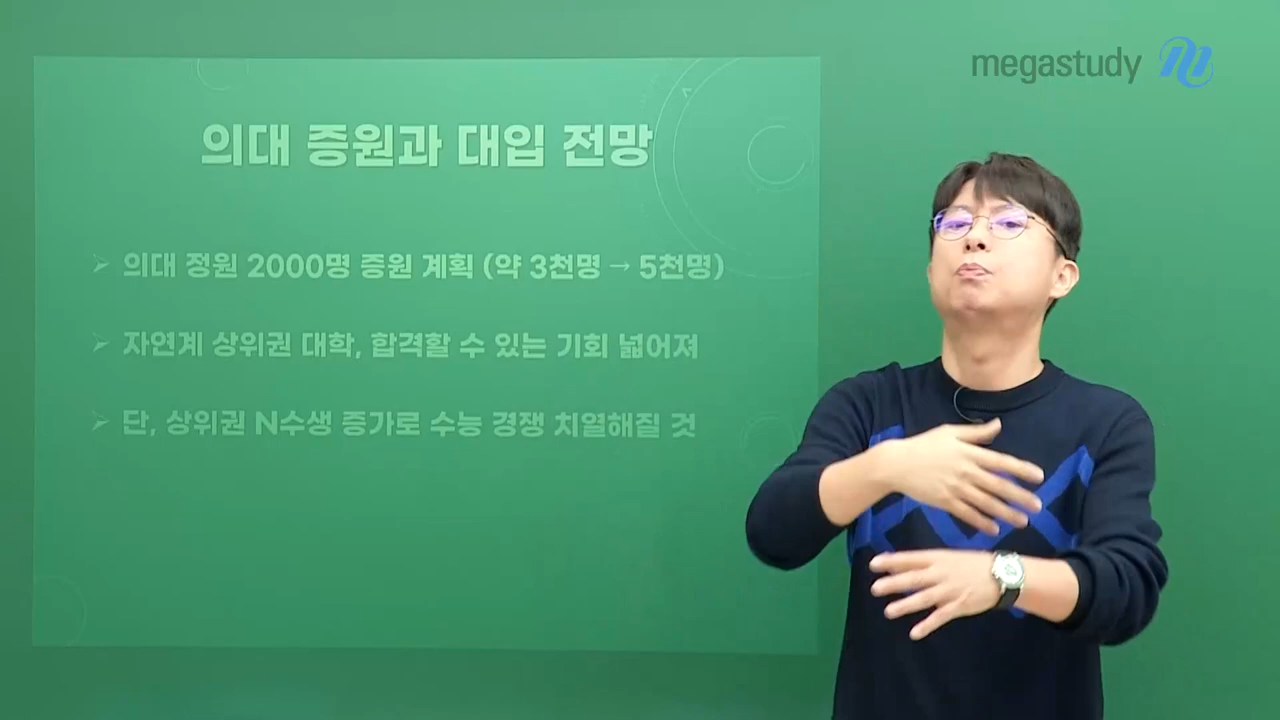 megastudy
의대 증원과 대입 전망
의대 정원 2000명 증원 계획 (약 3천명 → 5천명)
자연계 상위권 대학, 합격할 수 있는 기회 넓어져
단, 상위권 N수생 증가로 수능 경쟁 치열해질 것